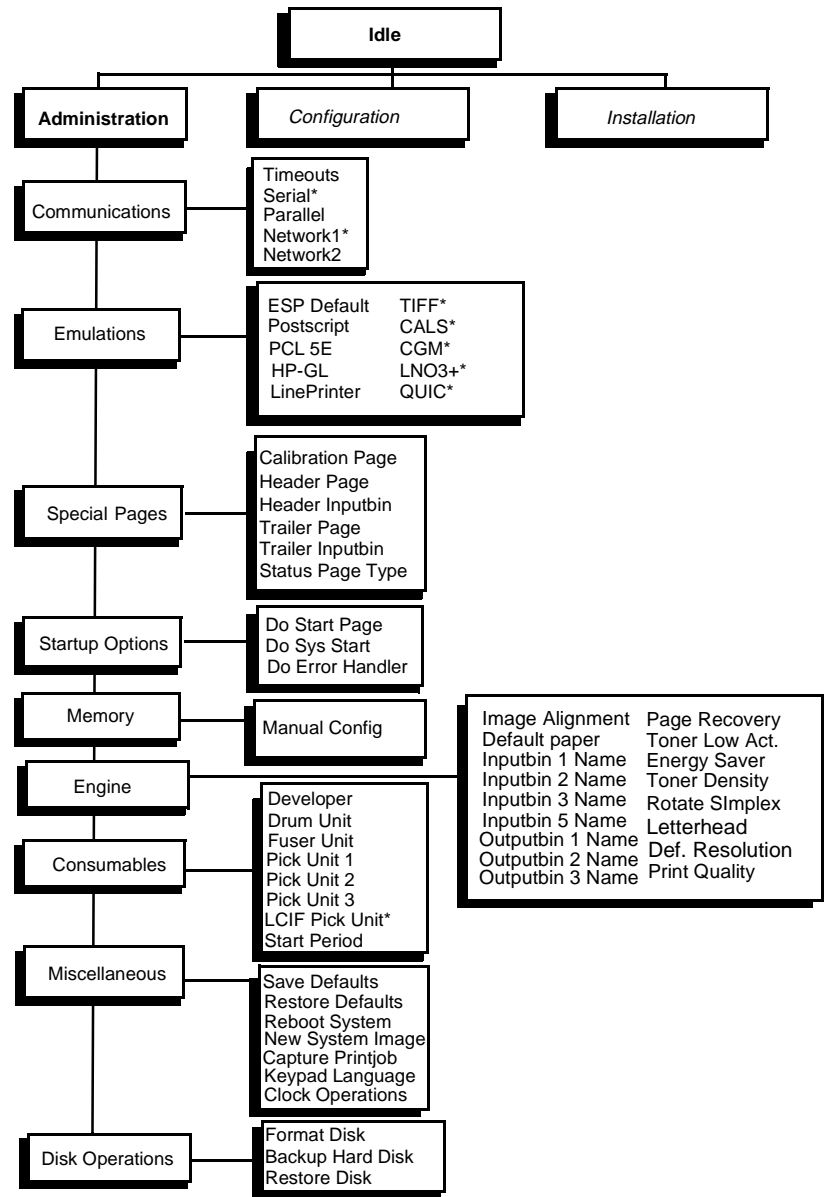 Idle
Administration
Configuration
Installation
Communications
Timeouts
Serial*
Parallel
Network1*
Network2
Emulations
ESP Default TIFF*
Postscript CALS*
PCL 5E CGM*
HP-GL LNO3+*
LinePrinter QUIC*
Special Pages
Calibration Page
Header Page
Header Inputbin
Trailer Page
Trailer Inputbin
Status Page Type
Startup Options
Do Start Page
Do Sys Start
Do Error Handler
Memory
Manual Config
Engine
Image Alignment Page Recovery
Default paper Toner Low Act.
Inputbin 1 Name Energy Saver
Inputbin 2 Name Toner Density
Inputbin 3 Name Rotate SImplex
Inputbin 5 Name Letterhead
Outputbin 1 Name Def. Resolution
Outputbin 2 Name Print Quality
Outputbin 3 Name
Consumables
Developer
Drum Unit
Fuser Unit
Pick Unit 1
Pick Unit 2
Pick Unit 3
LCIF Pick Unit*
Start Period
Miscellaneous
Save Defaults
Restore Defaults
Reboot System
New System Image
Capture Printjob
Keypad Language
Clock Operations
Disk Operations
Format Disk
Backup Hard Disk
Restore Disk